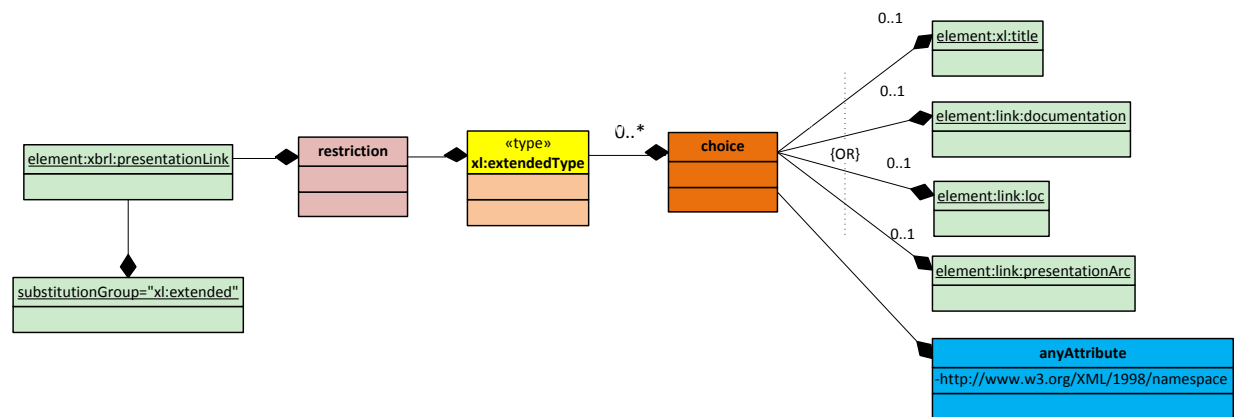 element:xbrl:presentationLink
substitutionGroup="xl:extended"
restriction
«type»
xl:extendedType
0..*
choice
{OR}
0..1
element:xl:title
0..1
element:link:documentation
0..1
element:link:loc
0..1
element:link:presentationArc
anyAttribute
-http://www.w3.org/XML/1998/namespace